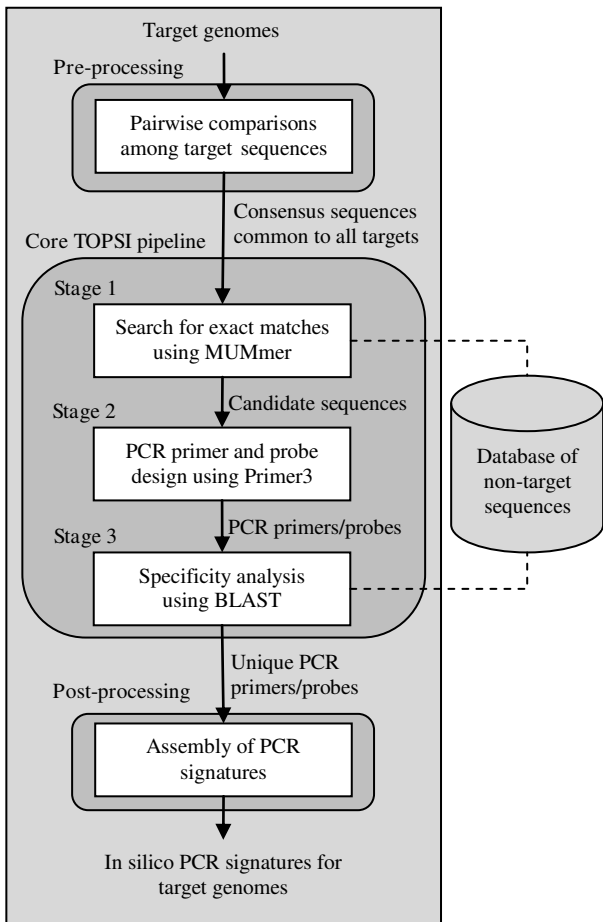 Target genomes
Pre-processing
Pairwise comparisons
among target sequences
Consensus sequences
common to all targets
Core TOPSI pipeline
Stage 1
Search for exact matches
using MUMmer
Candidate sequences
Stage 2
PCR primer and probe
design using Primer3
Database of
non-target
sequences
PCR primers/probes
Stage 3
Specificity analysis
using BLAST
Unique PCR
primers/probes
Post-processing
Assembly of PCR
signatures
In silico PCR signatures for
target genomes